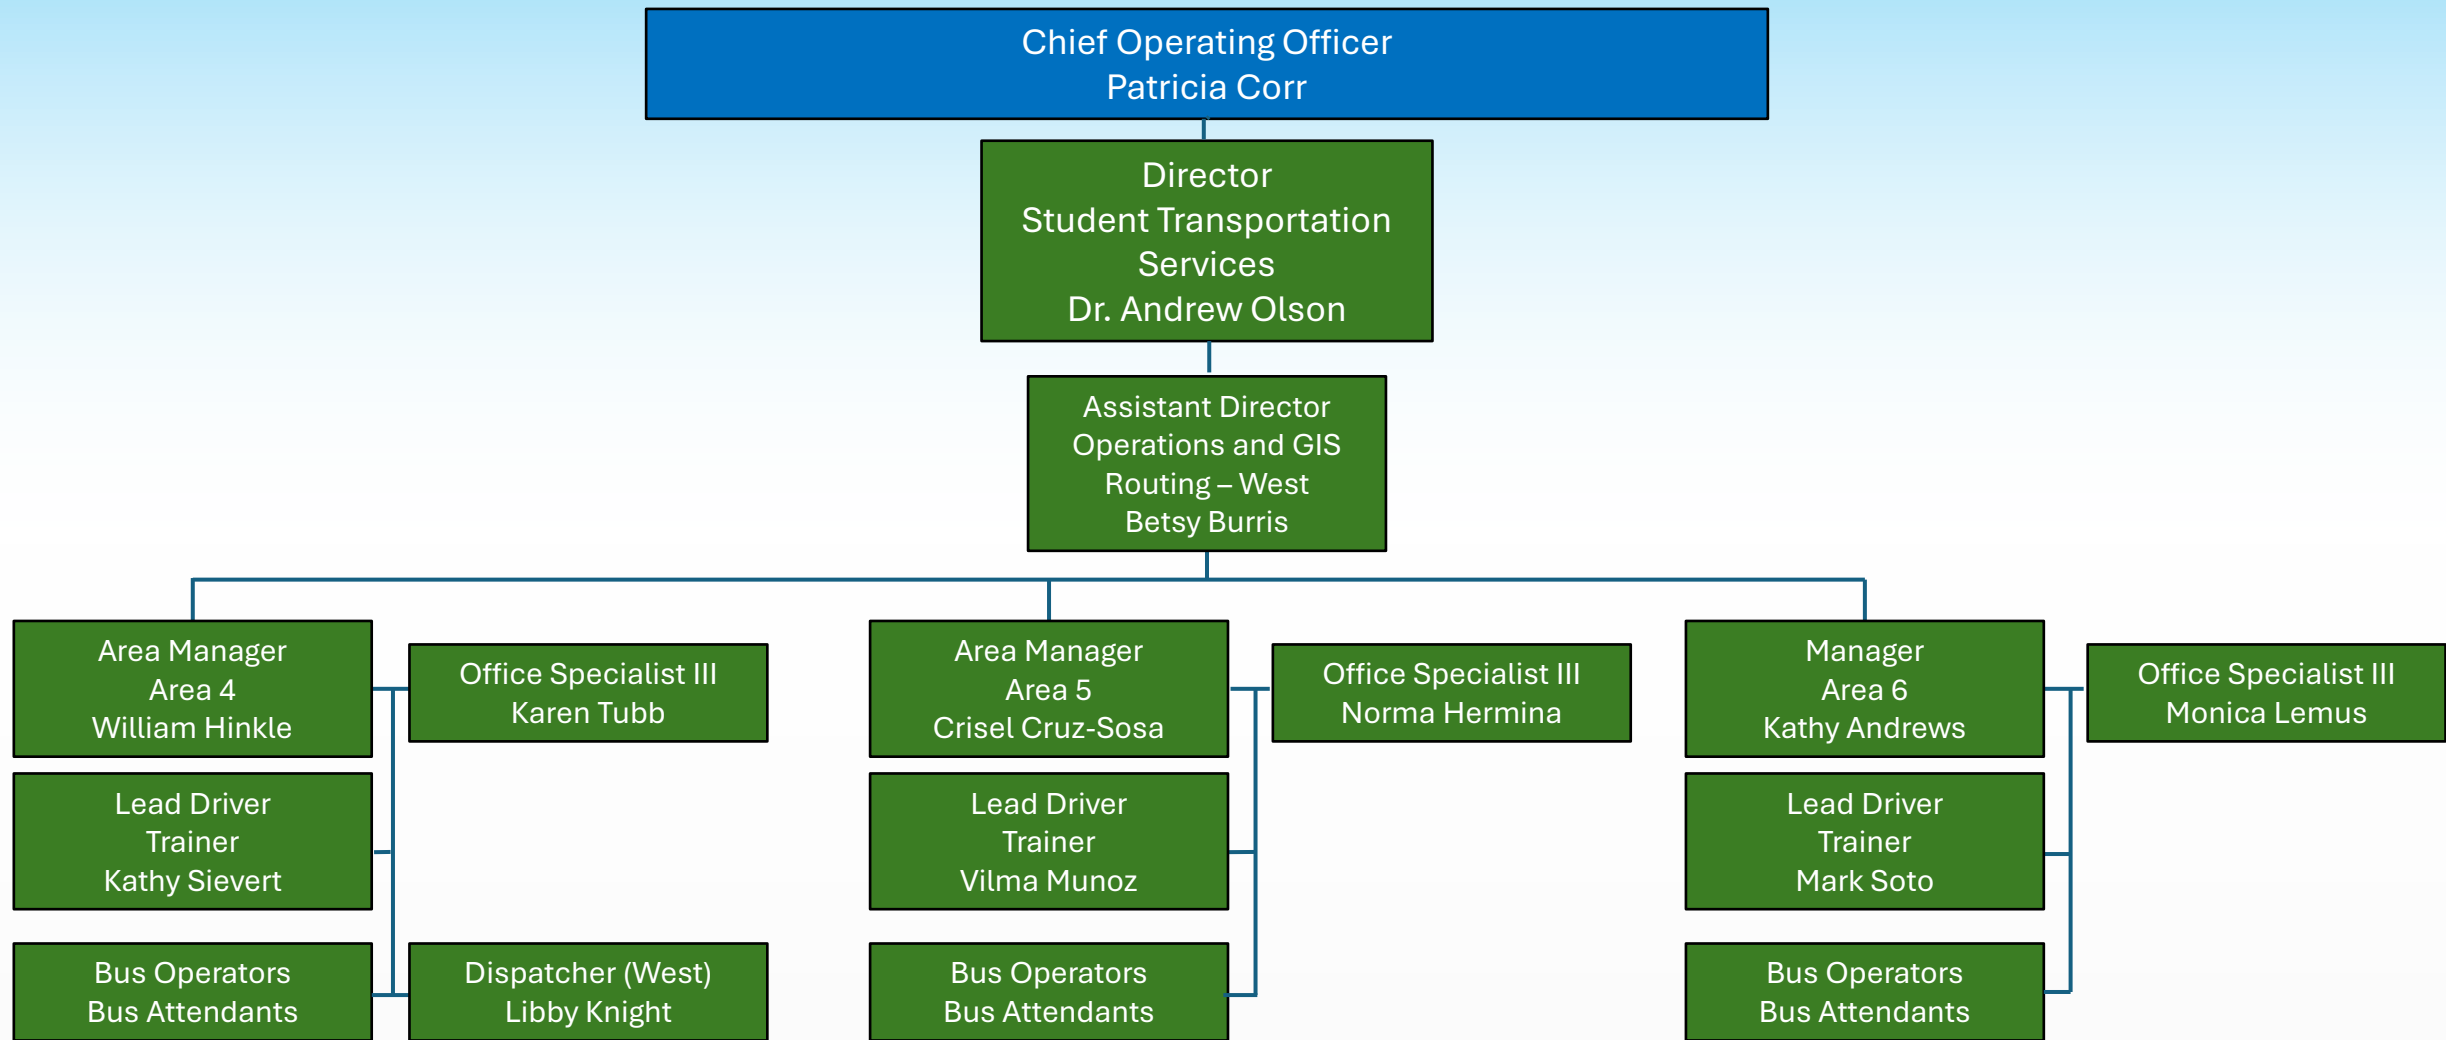 Chief Operating Officer
Patricia Corr
Director
Student Transportation
Services
Dr. Andrew Olson
Assistant Director
Operations and GIS
Routing – West
Betsy Burris
Area Manager
Area 4
William Hinkle
Office Specialist III
Karen Tubb
Area Manager
Area 5
Crisel Cruz-Sosa
Office Specialist III
Norma Hermina
Manager
Area 6
Kathy Andrews
Office Specialist III
Monica Lemus
Lead Driver
Trainer
Kathy Sievert
Lead Driver
Trainer
Vilma Munoz
Lead Driver
Trainer
Mark Soto
Bus Operators
Bus Attendants
Dispatcher (West)
Libby Knight
Bus Operators
Bus Attendants
Bus Operators
Bus Attendants